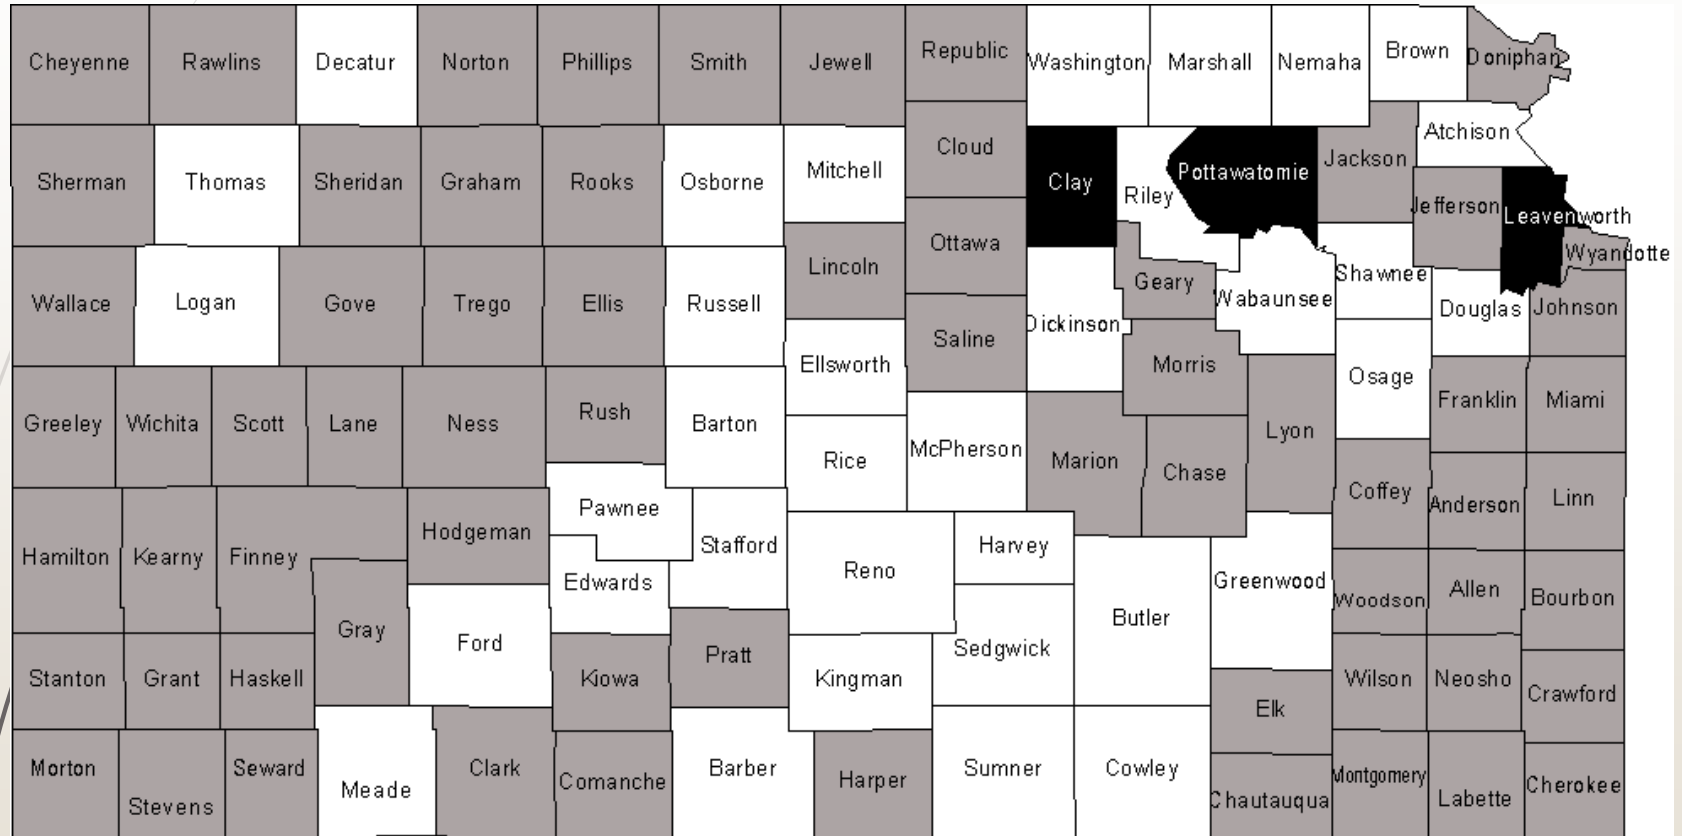 Cheyenne
Rawlins
Decatur
Norton
Phillips
Smith
Jewell
Republic
Washington
Marshall
Nemaha
Brown
Doniphan
Sherman
Thomas
Sheridan
Graham
Rooks
Osborne
Mitchell
Cloud
Clay
Riley
Pottawatomie
Jackson
Atchison
Jefferson
Leavenworth
Wyandotte
Wallace
Logan
Gove
Trego
Ellis
Russell
Lincoln
Ottawa
Saline
Dickinson
Geary
Wabaunsee
Shawnee
Douglas
Johnson
Greeley
Wichita
Scott
Lane
Ness
Rush
Barton
Ellsworth
Rice
McPherson
Marion
Morris
Chase
Lyon
Osage
Franklin
Miami
Hamilton
Kearny
Finney
Hodgeman
Pawnee
Edwards
Stafford
Reno
Harvey
Sedgwick
Butler
Greenwood
Coffey
Anderson
Linn
Woodson
Allen
Bourbon
Stanton
Grant
Haskell
Gray
Ford
Kiowa
Pratt
Kingman
Elk
Wilson
Neosho
Crawford
Morton
Stevens
Seward
Meade
Clark
Comanche
Barber
Harper
Sumner
Cowley
Chautauqua
Montgomery
Labette
Cherokee